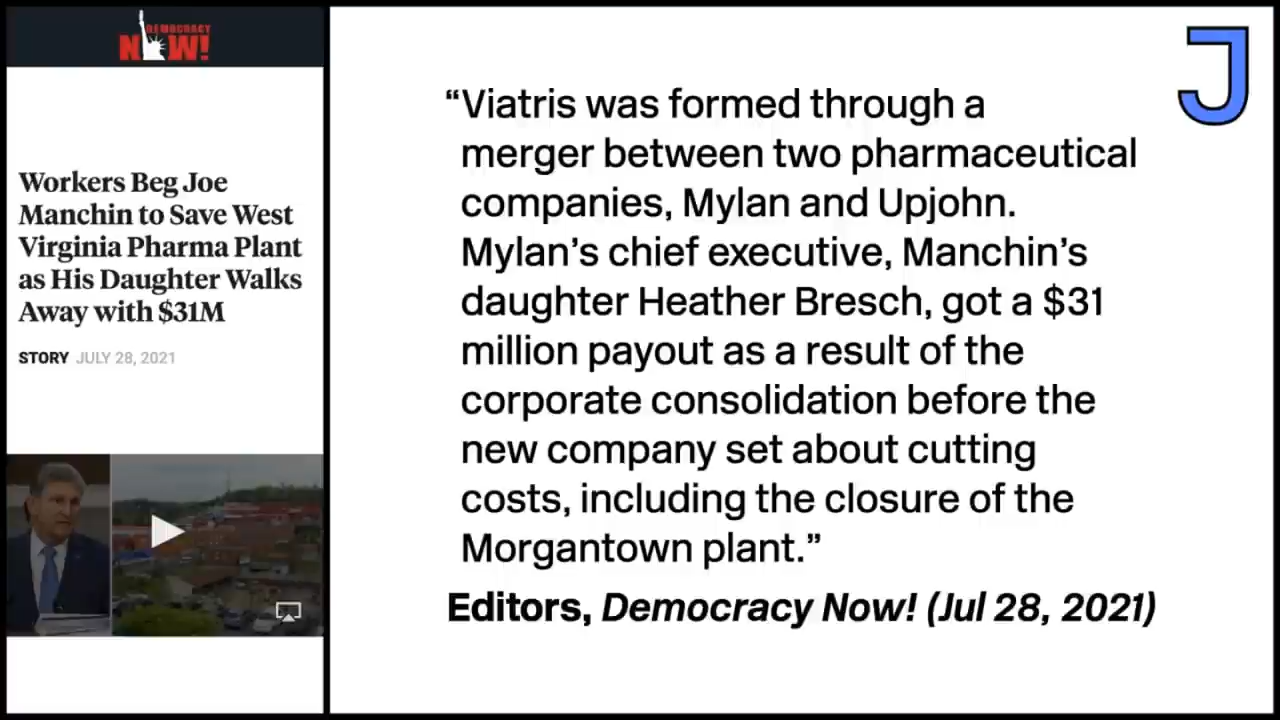 DEMOCRACY
NOW!
Workers Beg Joe
Manchin to Save West
Virginia Pharma Plant
as His Daughter Walks
Away with $31M
STORY JULY 28, 2021
J
“Viatris was formed through a
merger between two pharmaceutical
companies, Mylan and Upjohn.
Mylan’s chief executive, Manchin’s
daughter Heather Bresch, got a $31
million payout as a result of the
corporate consolidation before the
new company set about cutting
costs, including the closure of the
Morgantown plant.”
Editors, Democracy Now! (Jul 28, 2021)